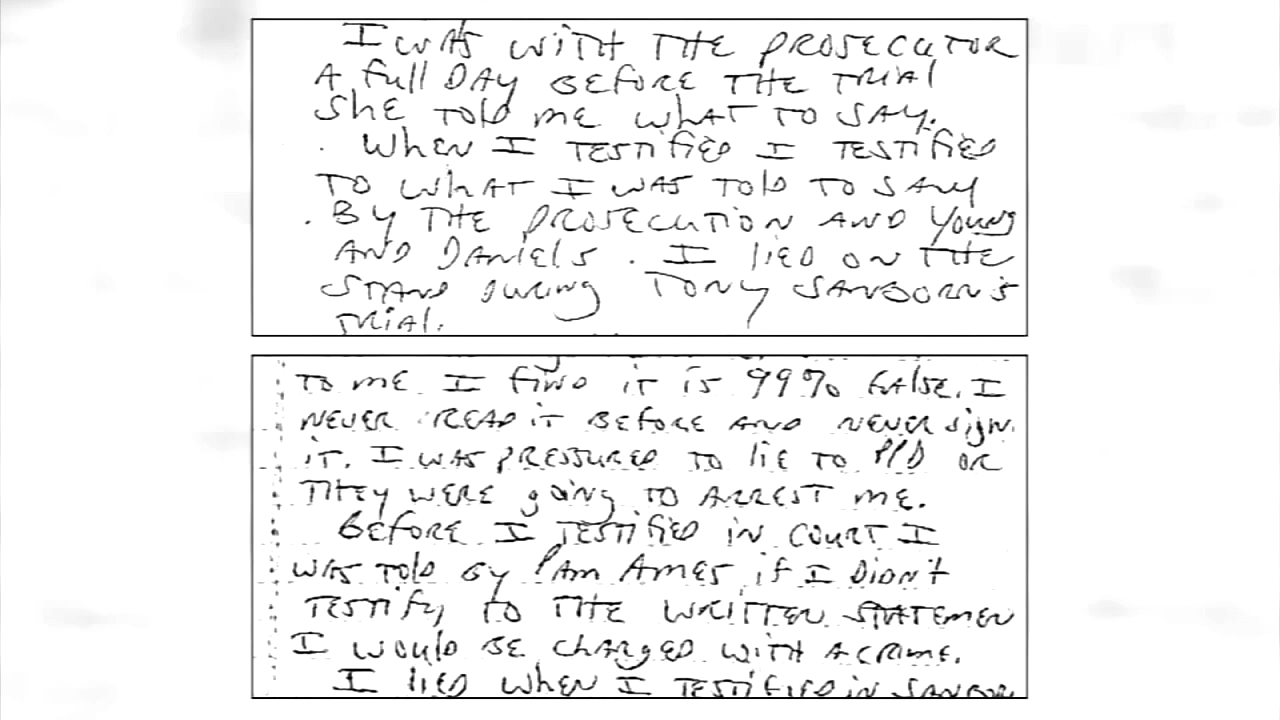 I WAS WITH THE PROSECUTOR
A full DAY BEFORE THE TRIAL
SHE TOLD ME WHAT TO SAY.
. When I TESTIFIED I TESTIFIED
TO WHAT I WAS TOLD TO SAY
. BY THE PROSECUTION AND Young
AND DANIELS. I lied on THE
STAND During Tony SANBORN'S
TRIAL.
TO ME I find it is 99% false. I
NEVER READ it BEFORE AND NEVER sign
it. I WAS PRESSURED TO lie TO P/D OR
THEY WERE going TO ARREST ME.
Before I TESTIFIED in COURT I
WAS TOLD By PAM AMES if I DiDn't
TESTify TO THE WRITTEN STATEMEN
I would BE CHARGED WITH A CRIME.
I lied when I TESTIFIED in SANBOR